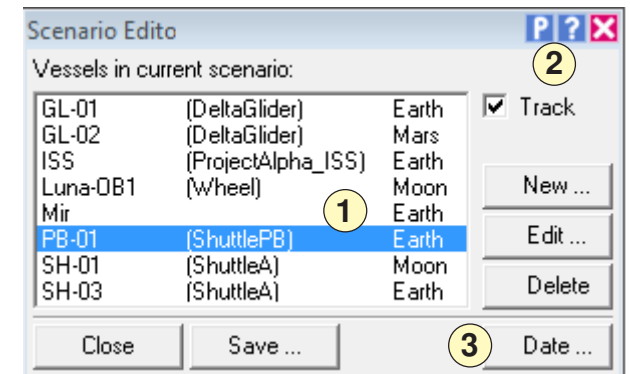 Scenario Edito P ? X
Vessels in current scenario: 2
GL-01 (DeltaGlider) Earth Track
GL-02 (DeltaGlider) Mars
ISS (ProjectAlpha_ISS) Earth
Luna-OB1 (Wheel) Moon New ...
Mir 1 Earth
PB-01 (ShuttlePB) Earth Edit ...
SH-01 (ShuttleA) Moon
SH-03 (ShuttleA) Earth Delete
Close Save ... 3 Date ...